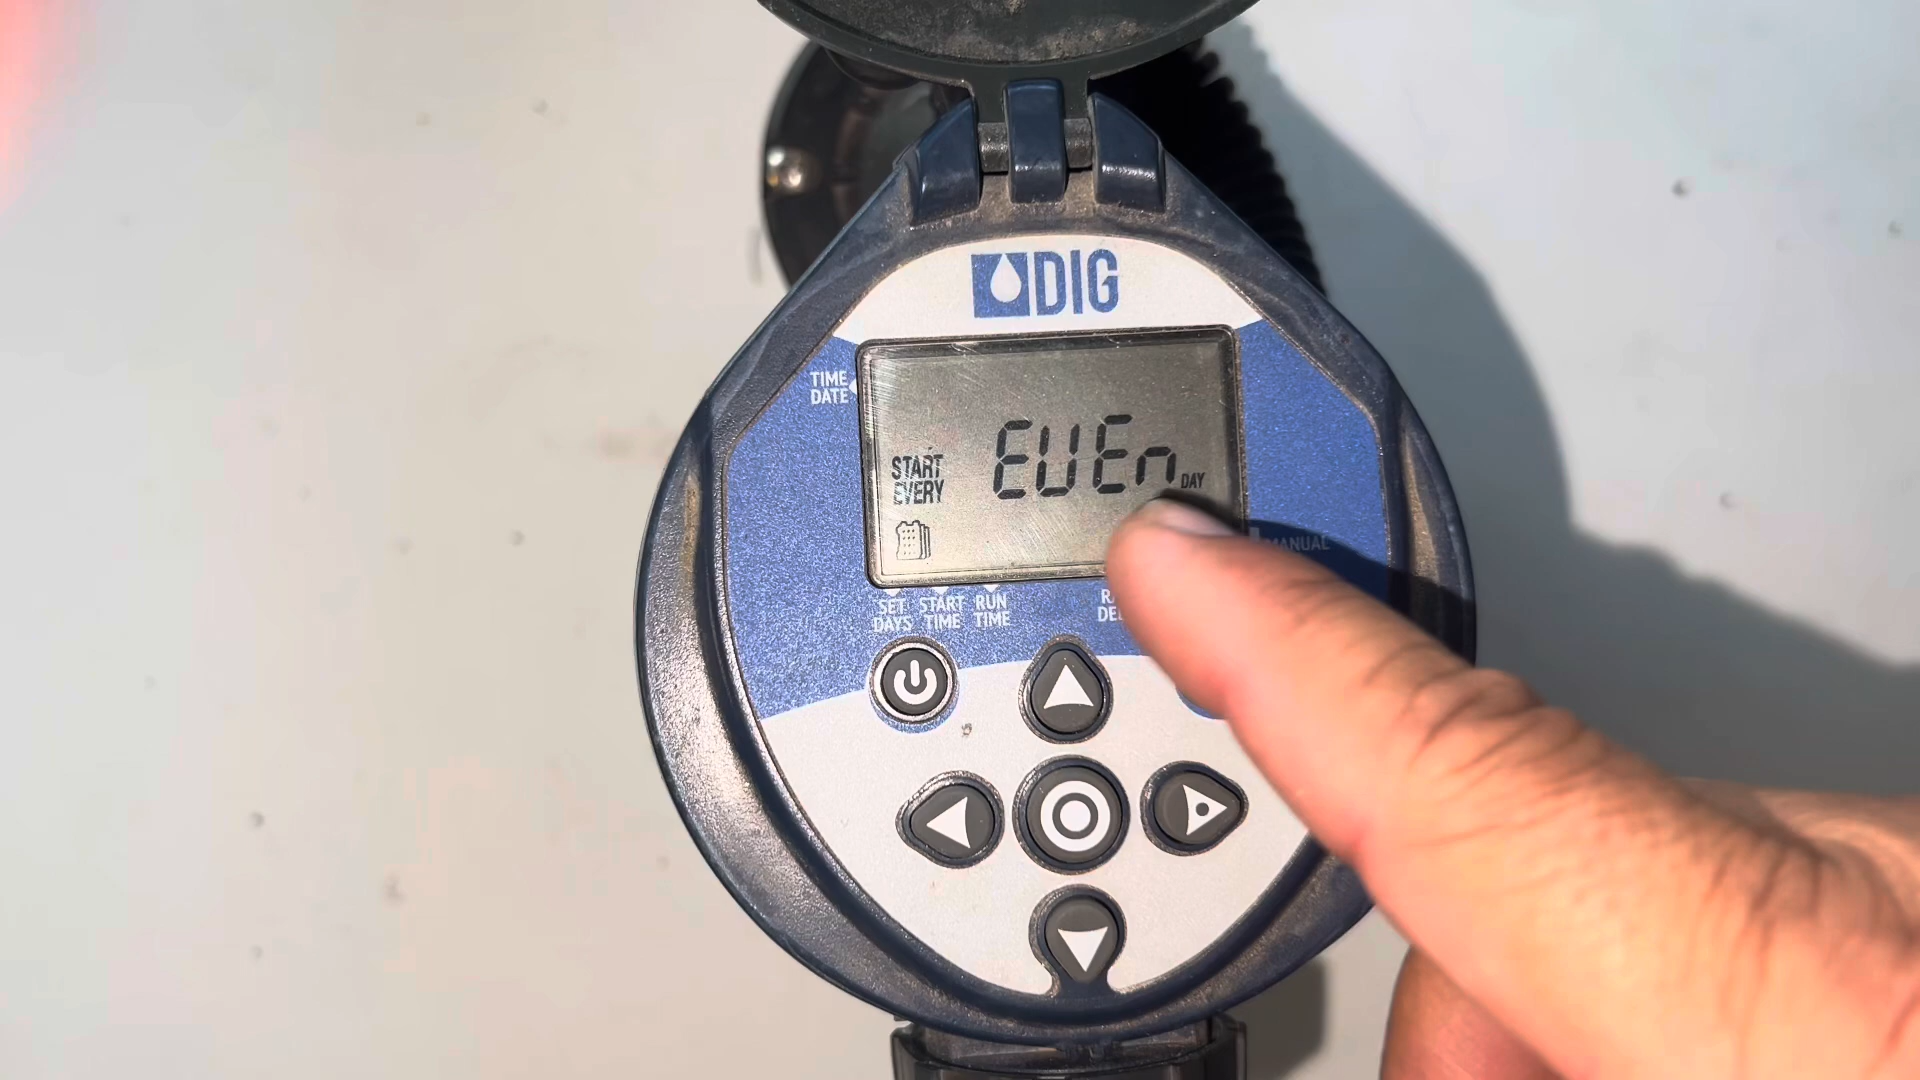 DIG
TIME
DATE
START
EVERY
EUEn DAY
MANUAL
SET
DAYS
START
TIME
RUN
TIME